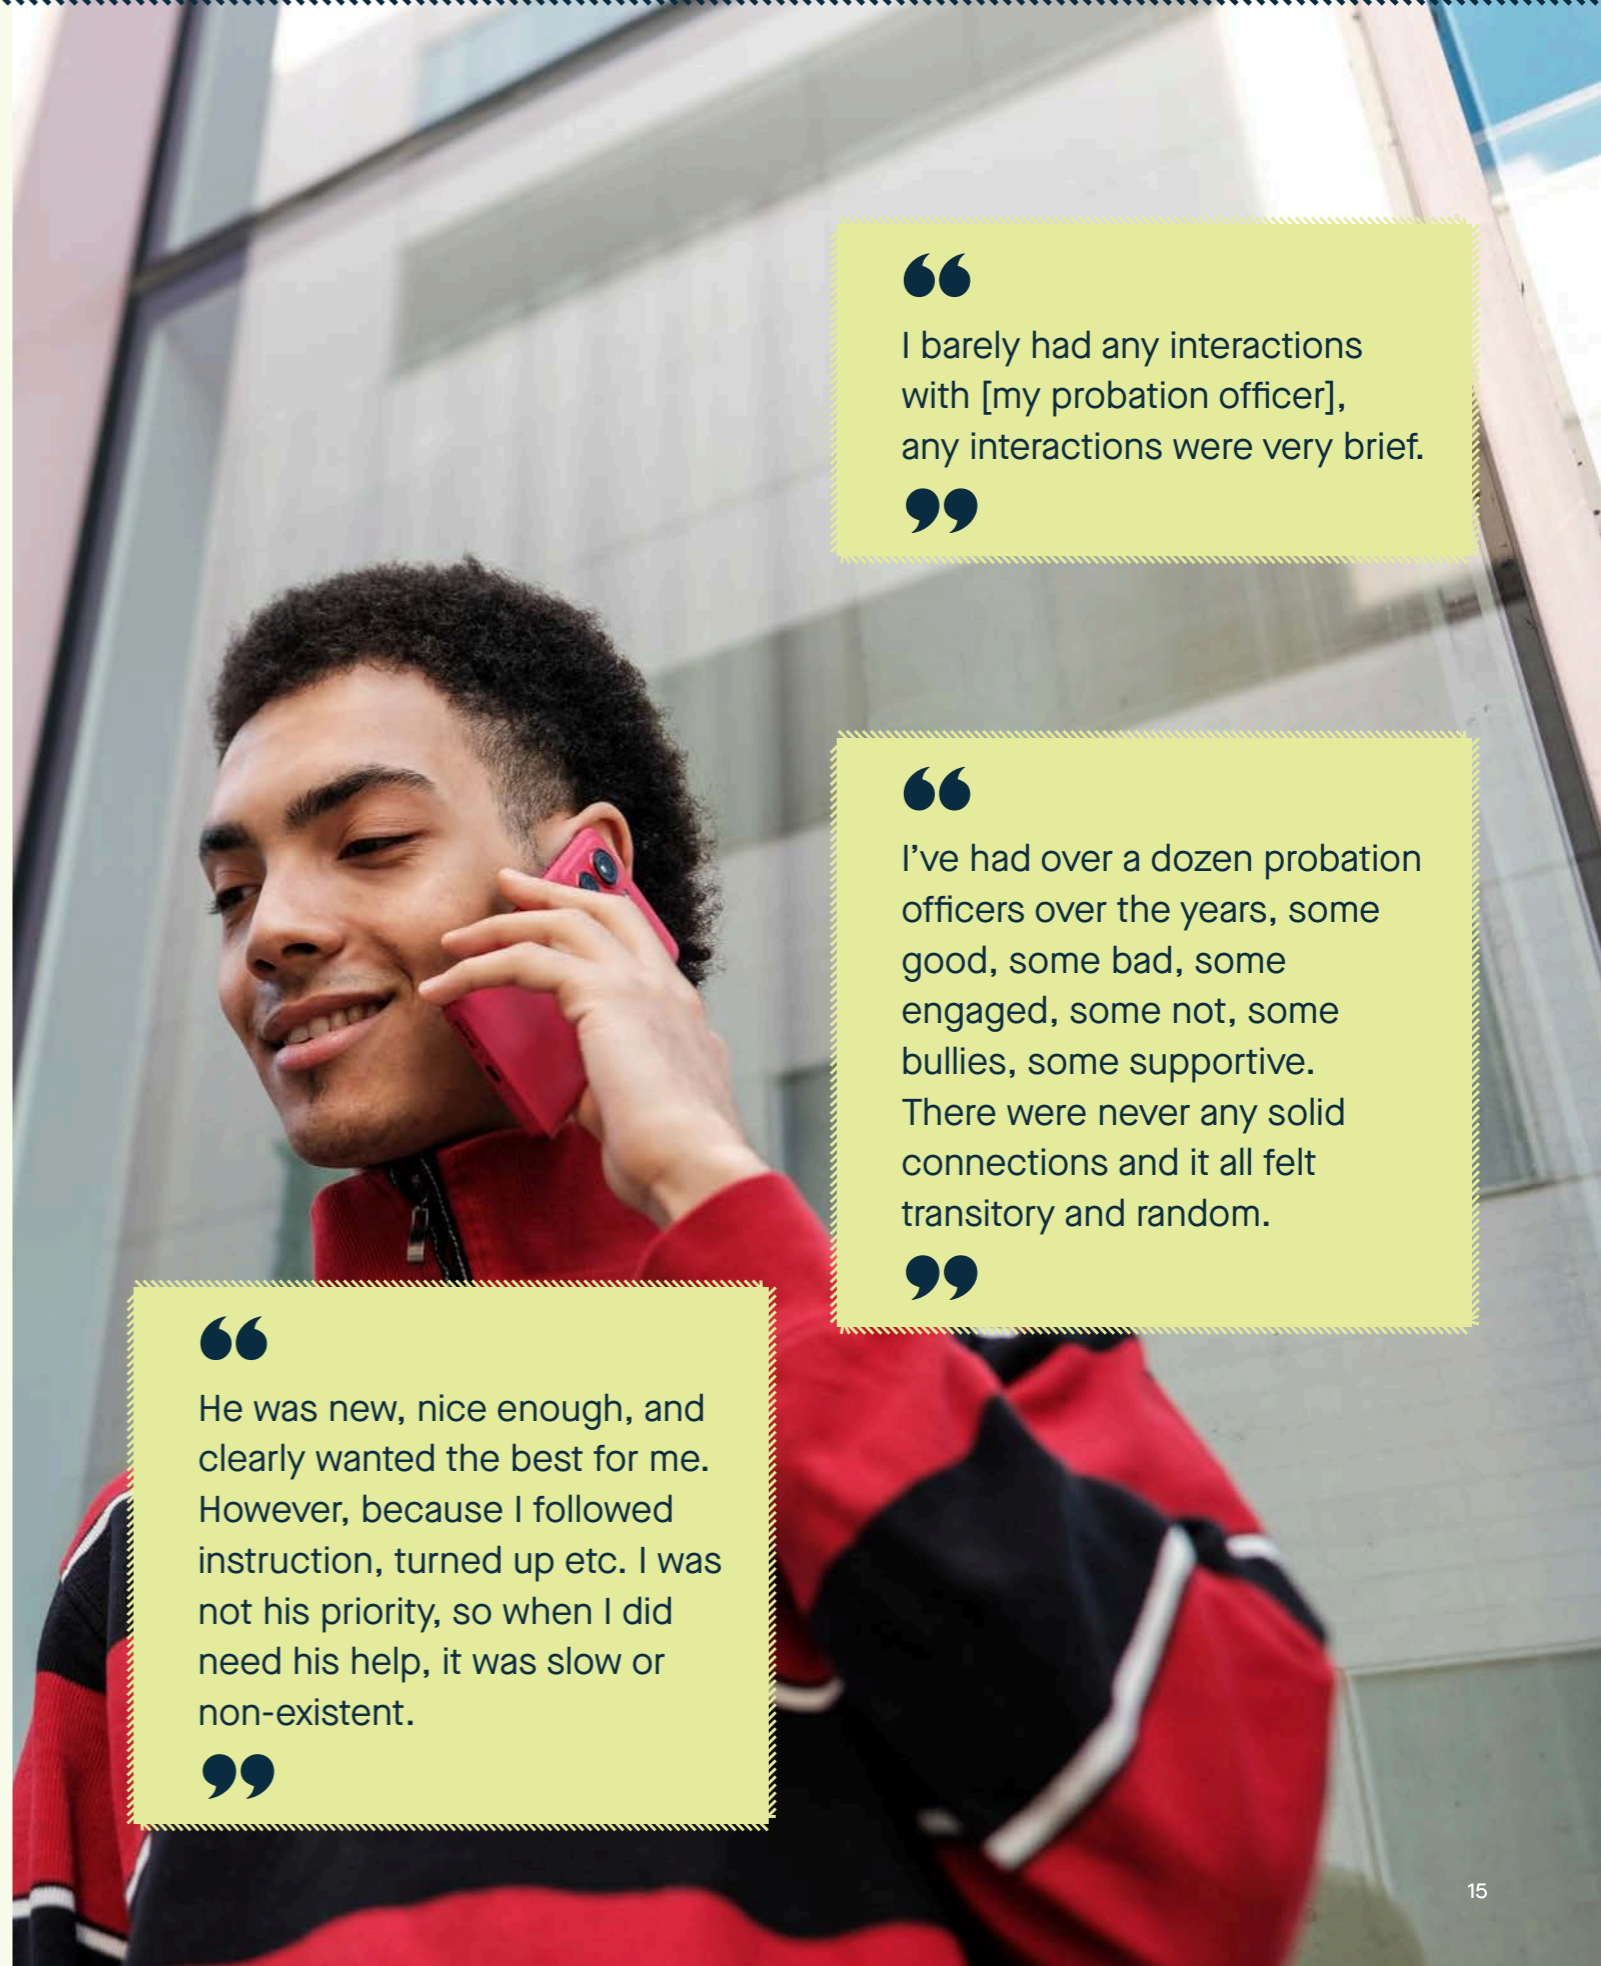 “
I barely had any interactions
with [my probation officer],
any interactions were very brief.
”
“
I’ve had over a dozen probation
officers over the years, some
good, some bad, some
engaged, some not, some
bullies, some supportive.
There were never any solid
connections and it all felt
transitory and random.
”
“
He was new, nice enough, and
clearly wanted the best for me.
However, because I followed
instruction, turned up etc. I was
not his priority, so when I did
need his help, it was slow or
non-existent.
”
15